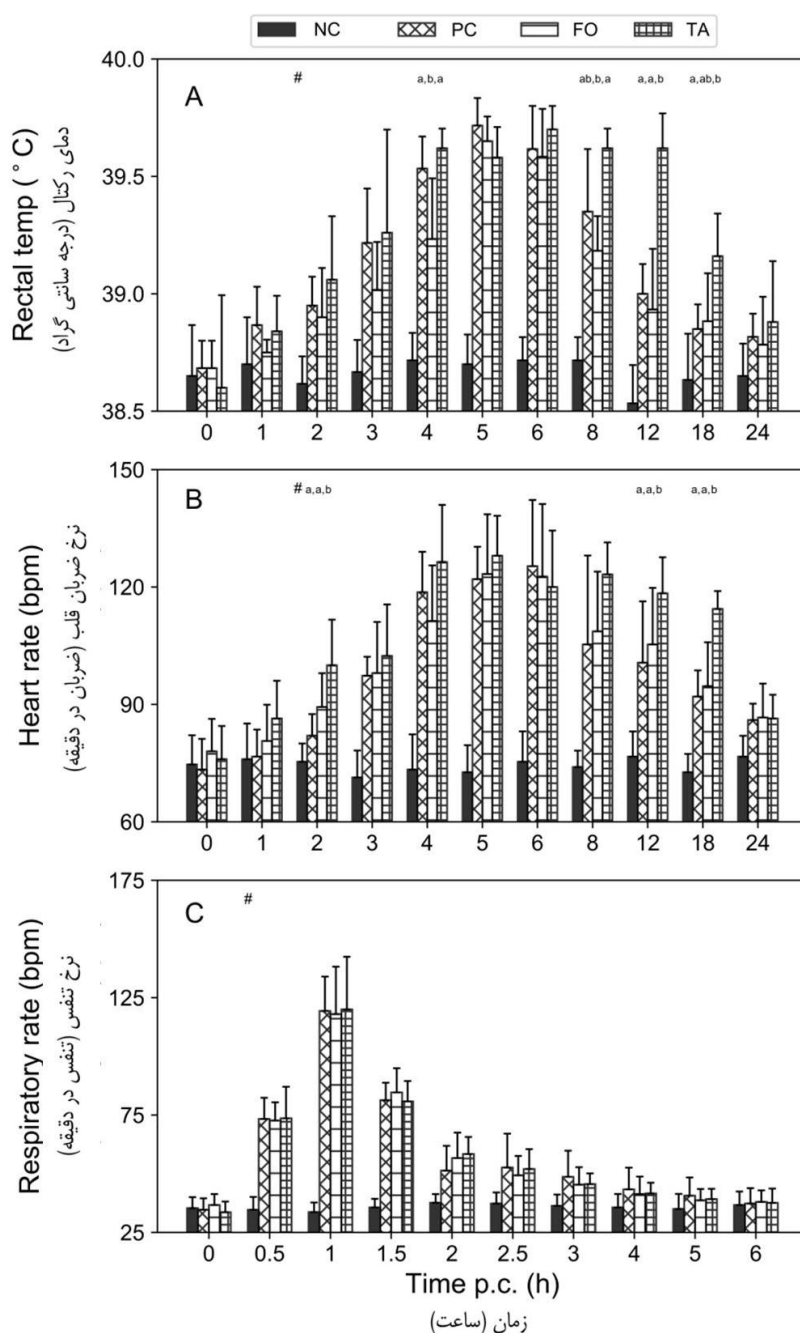 NC PC FO TA
A
#
a,b,a
ab,b,a
a,a,b
a,ab,b
Rectal temp (°C)
دمای رکتال (درجه سانتی گراد)
40.0
39.5
39.0
38.5
0 1 2 3 4 5 6 8 12 18 24
B
# a,a,b
a,a,b
a,a,b
Heart rate (bpm)
نرخ ضربان قلب (ضربان در دقیقه)
150
120
90
60
0 1 2 3 4 5 6 8 12 18 24
C
#
Respiratory rate (bpm)
نرخ تنفس (تنفس در دقیقه)
175
125
75
25
0 0.5 1 1.5 2 2.5 3 4 5 6
Time p.c. (h)
زمان (ساعت)